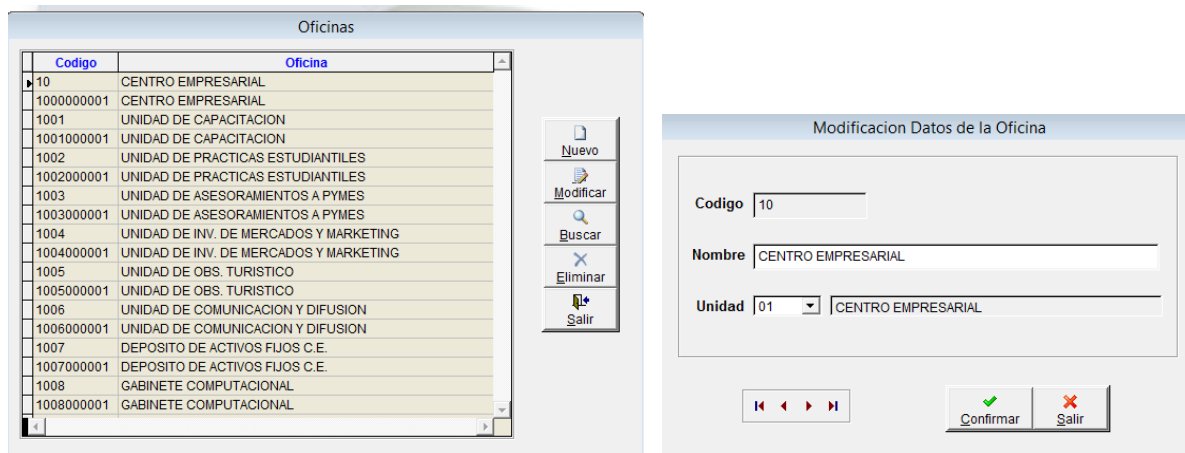 Oficinas
Codigo Oficina
10 CENTRO EMPRESARIAL
1000000001 CENTRO EMPRESARIAL
1001 UNIDAD DE CAPACITACION
1001000001 UNIDAD DE CAPACITACION
1002 UNIDAD DE PRACTICAS ESTUDIANTILES
1002000001 UNIDAD DE PRACTICAS ESTUDIANTILES
1003 UNIDAD DE ASESORAMIENTOS A PYMES
1003000001 UNIDAD DE ASESORAMIENTOS A PYMES
1004 UNIDAD DE INV. DE MERCADOS Y MARKETING
1004000001 UNIDAD DE INV. DE MERCADOS Y MARKETING
1005 UNIDAD DE OBS. TURISTICO
1005000001 UNIDAD DE OBS. TURISTICO
1006 UNIDAD DE COMUNICACION Y DIFUSION
1006000001 UNIDAD DE COMUNICACION Y DIFUSION
1007 DEPOSITO DE ACTIVOS FIJOS C.E.
1007000001 DEPOSITO DE ACTIVOS FIJOS C.E.
1008 GABINETE COMPUTACIONAL
1008000001 GABINETE COMPUTACIONAL
Nuevo
Modificar
Buscar
Eliminar
Salir
Modificacion Datos de la Oficina
Codigo 10
Nombre CENTRO EMPRESARIAL
Unidad 01 CENTRO EMPRESARIAL
Confirmar Salir